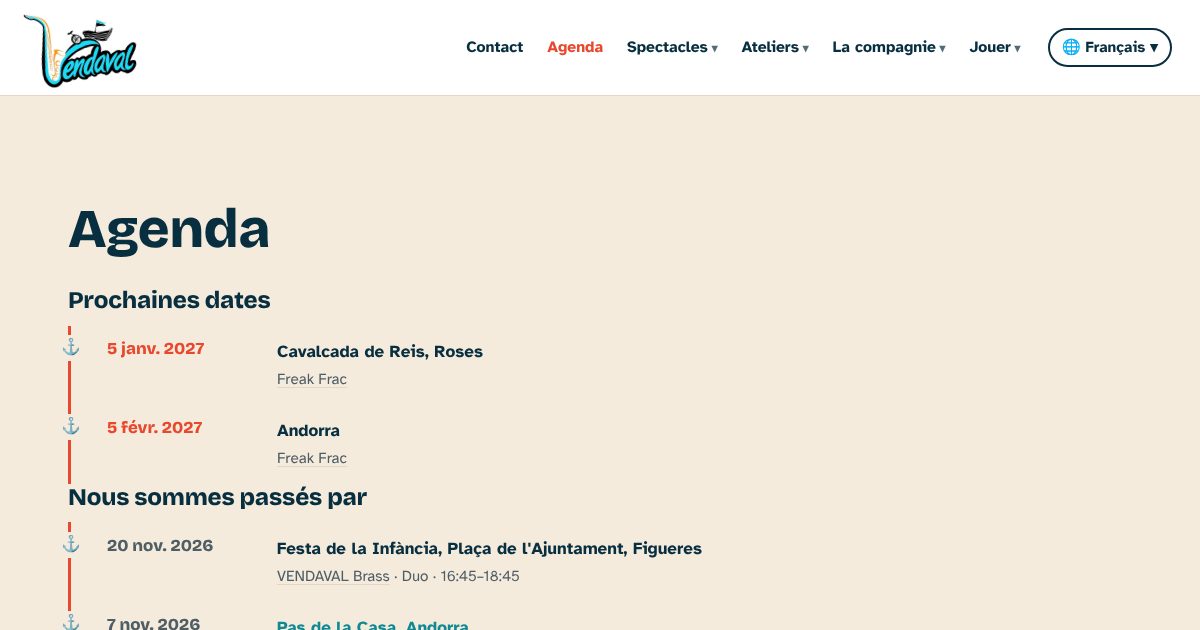 Vendaval
Contact
Agenda
Spectacles ▾
Ateliers ▾
La compagnie ▾
Jouer ▾
🌐 Français ▾
Agenda
Prochaines dates
5 janv. 2027
Cavalcada de Reis, Roses
Freak Frac
5 févr. 2027
Andorra
Freak Frac
Nous sommes passés par
20 nov. 2026
Festa de la Infància, Plaça de l'Ajuntament, Figueres
VENDAVAL Brass · Duo · 16:45–18:45
7 nov. 2026
Pas de la Casa, Andorra